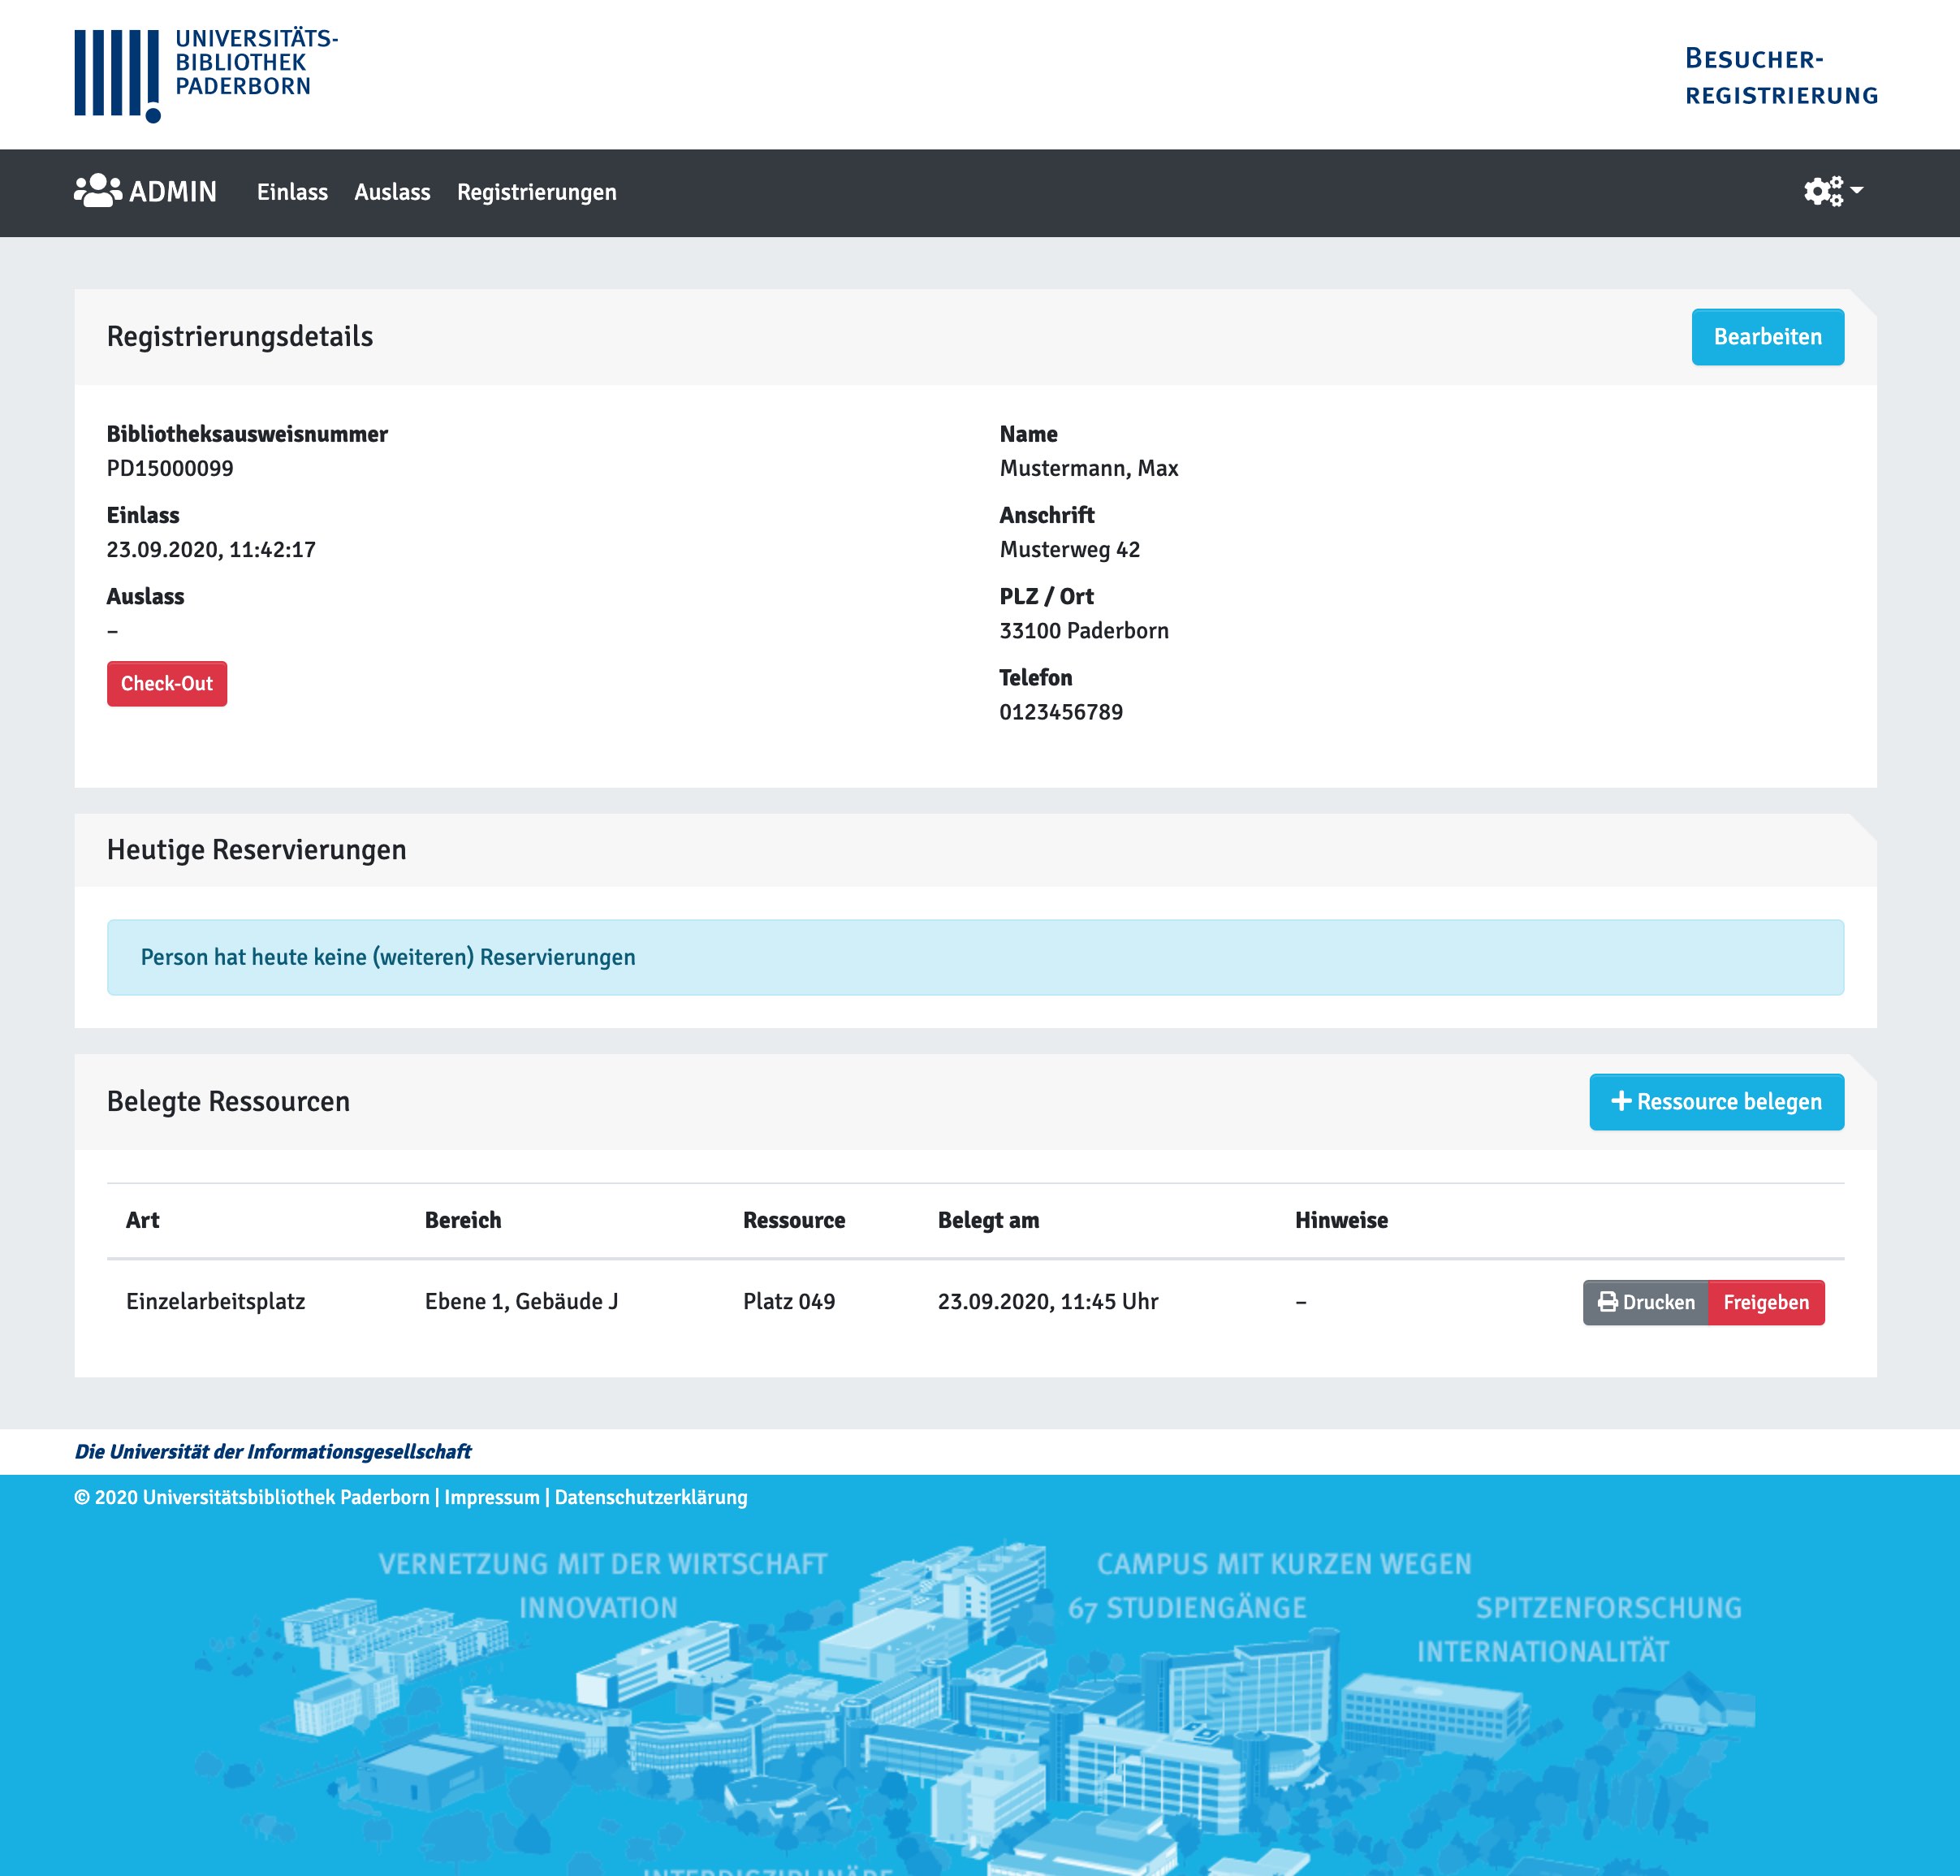 UNIVERSITÄTS-
BIBLIOTHEK
PADERBORN
BESUCHER-
REGISTRIERUNG
ADMIN Einlass Auslass Registrierungen
Registrierungsdetails Bearbeiten
Bibliotheksausweisnummer
PD15000099
Einlass
23.09.2020, 11:42:17
Auslass
–
Check-Out
Name
Mustermann, Max
Anschrift
Musterweg 42
PLZ / Ort
33100 Paderborn
Telefon
0123456789
Heutige Reservierungen
Person hat heute keine (weiteren) Reservierungen
Belegte Ressourcen Ressource belegen
Art Bereich Ressource Belegt am Hinweise
Einzelarbeitsplatz Ebene 1, Gebäude J Platz 049 23.09.2020, 11:45 Uhr – Drucken Freigeben
Die Universität der Informationsgesellschaft
© 2020 Universitätsbibliothek Paderborn | Impressum | Datenschutzerklärung
VERNETZUNG MIT DER WIRTSCHAFT CAMPUS MIT KURZEN WEGEN
INNOVATION 67 STUDIENGÄNGE SPITZENFORSCHUNG
INTERNATIONALITÄT
INTERDISZIPLINÄRE